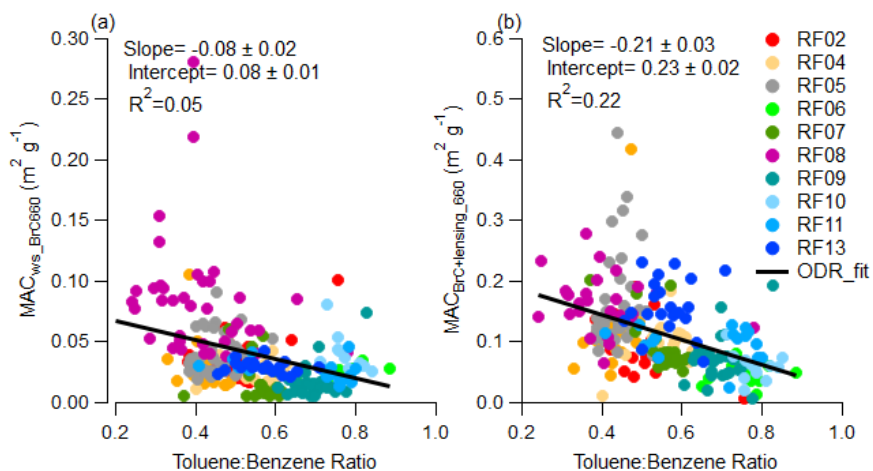 (a)
Slope= -0.08 ± 0.02
Intercept= 0.08 ± 0.01
R²=0.05
MAC_ws_BrC660 (m² g⁻¹)
0.30
0.25
0.20
0.15
0.10
0.05
0.00
0.2 0.4 0.6 0.8 1.0
Toluene:Benzene Ratio
(b)
Slope= -0.21 ± 0.03
Intercept= 0.23 ± 0.02
R²=0.22
MAC_BrC+lensing_660 (m² g⁻¹)
0.6
0.5
0.4
0.3
0.2
0.1
0.0
0.2 0.4 0.6 0.8 1.0
Toluene:Benzene Ratio
RF02
RF04
RF05
RF06
RF07
RF08
RF09
RF10
RF11
RF13
ODR_fit